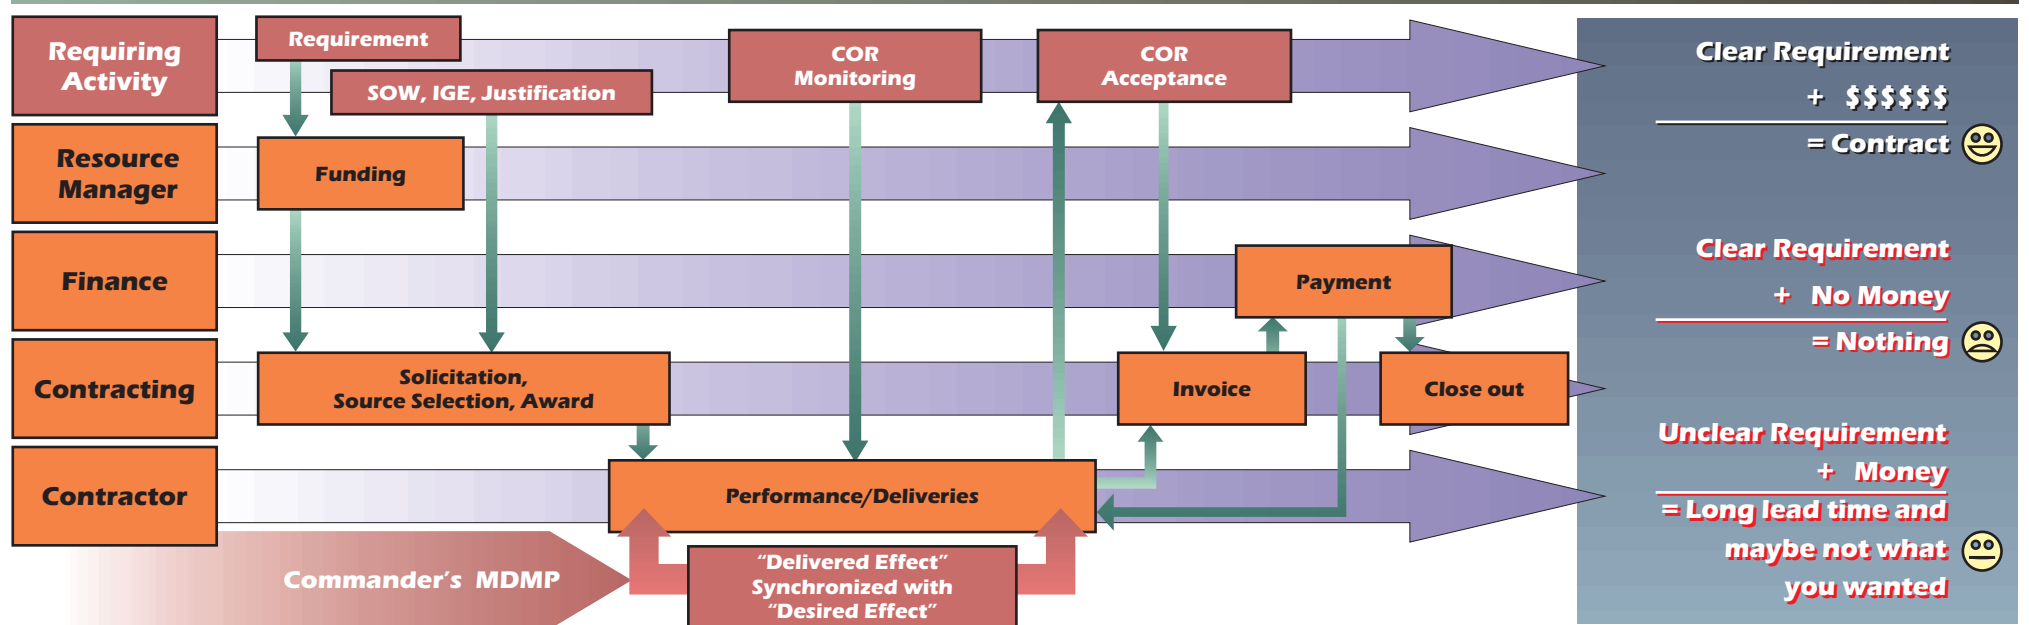 Requiring
Activity
Requirement
SOW, IGE, Justification
COR
Monitoring
COR
Acceptance
Resource
Manager
Funding
Finance
Payment
Contracting
Solicitation,
Source Selection, Award
Invoice
Close out
Contractor
Performance/Deliveries
Commander's MDMP
“Delivered Effect”
Synchronized with
“Desired Effect”
Clear Requirement
+ $$$$$$
= Contract
Clear Requirement
+ No Money
= Nothing
Unclear Requirement
+ Money
= Long lead time and
maybe not what
you wanted